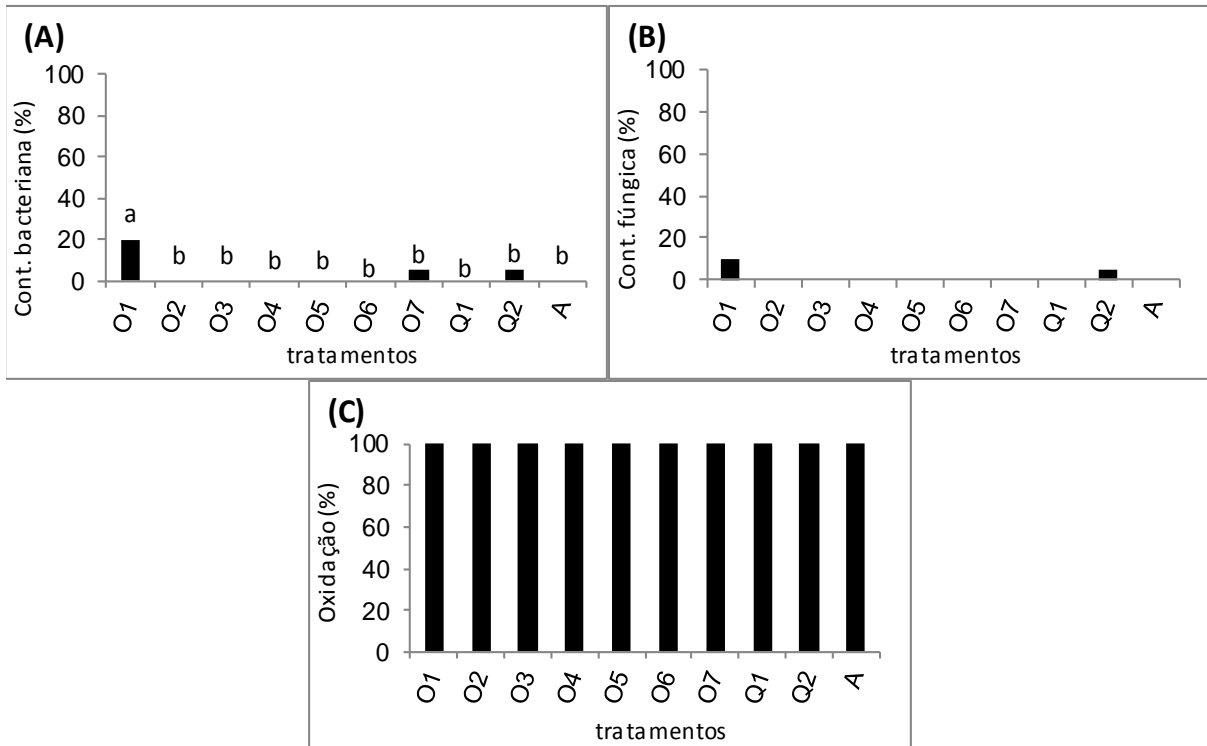 (A)
Cont. bacteriana (%)
100
80
60
40
20
0
a b b b b b b b b b
O1 O2 O3 O4 O5 O6 O7 Q1 Q2 A
tratamentos
(B)
Cont. fúngica (%)
100
80
60
40
20
0
O1 O2 O3 O4 O5 O6 O7 Q1 Q2 A
tratamentos
(C)
Oxidação (%)
100
80
60
40
20
0
O1 O2 O3 O4 O5 O6 O7 Q1 Q2 A
tratamentos